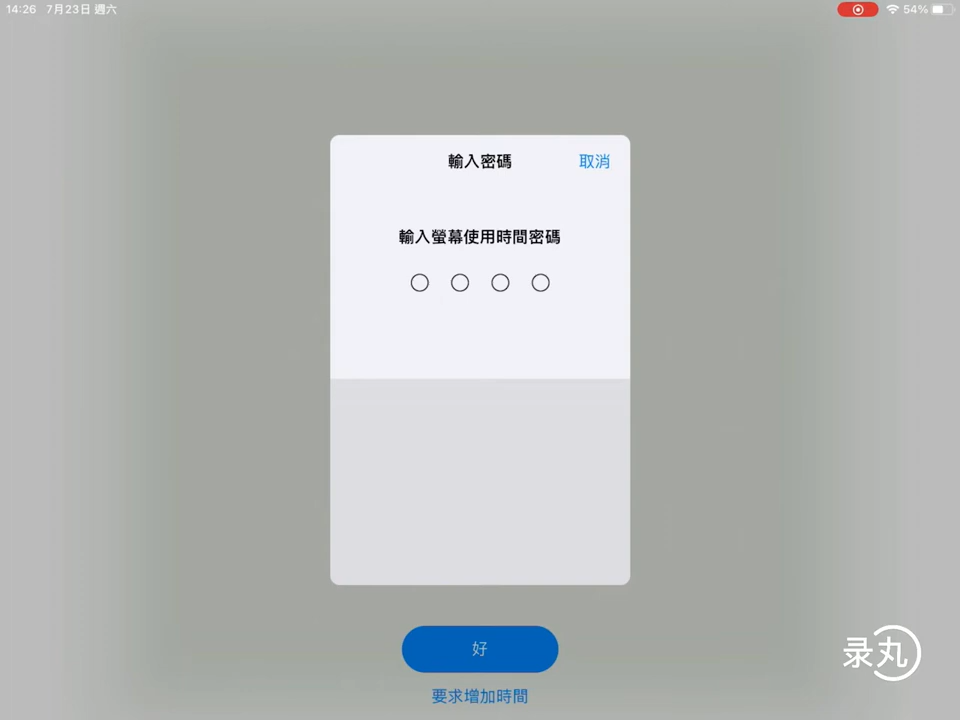 14:26 7月23日 週六
54%
輸入密碼
取消
輸入螢幕使用時間密碼
好
要求增加時間
录丸